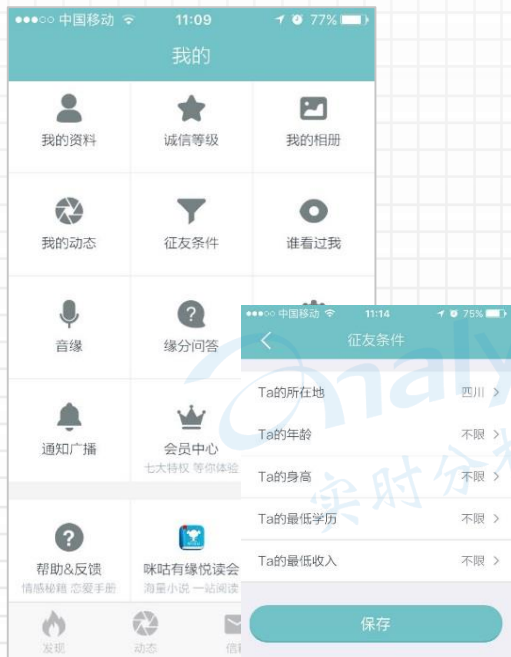 中国移动 11:09 77%
我的
我的资料 诚信等级 我的相册
我的动态 征友条件 谁看过我
音缘 缘分问答
通知广播 会员中心
七大特权 等你体验
帮助&反馈 咪咕有缘悦读会
情感秘籍 恋爱手册 海量小说 一站阅读
发现 动态
中国移动 11:14 75%
征友条件
Ta的所在地 四川
Ta的年龄 不限
Ta的身高 不限
Ta的最低学历 不限
Ta的最低收入 不限
保存
naly
实时分析